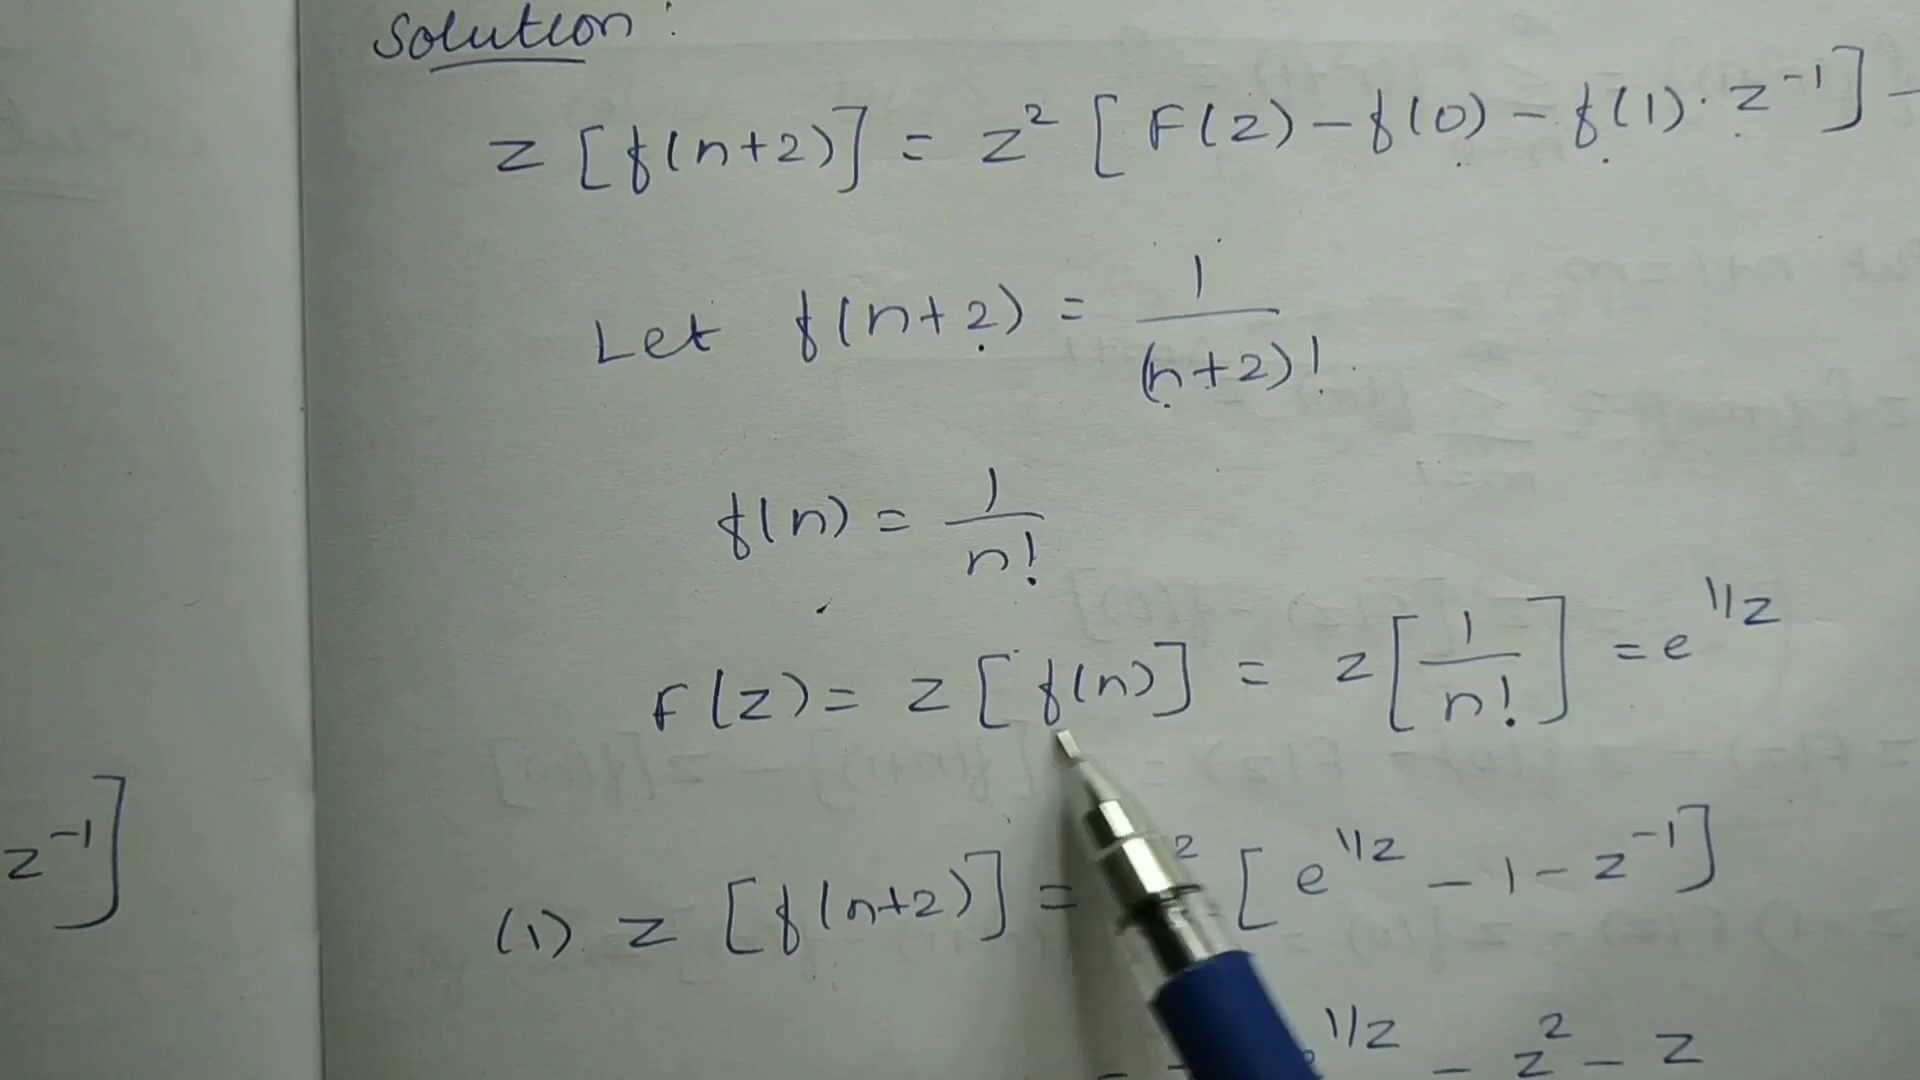 Solution:
z [f(n+2)] = z² [F(z) - f(0) - f(1)· z⁻¹] -
Let f(n+2) = 1/(n+2)!
f(n) = 1/n!
F(z) = z [f(n)] = z [1/n!] = e^1/z
z⁻¹]
(1) z [f(n+2)] = ² [e^1/z - 1 - z⁻¹]
^1/z - z² - z